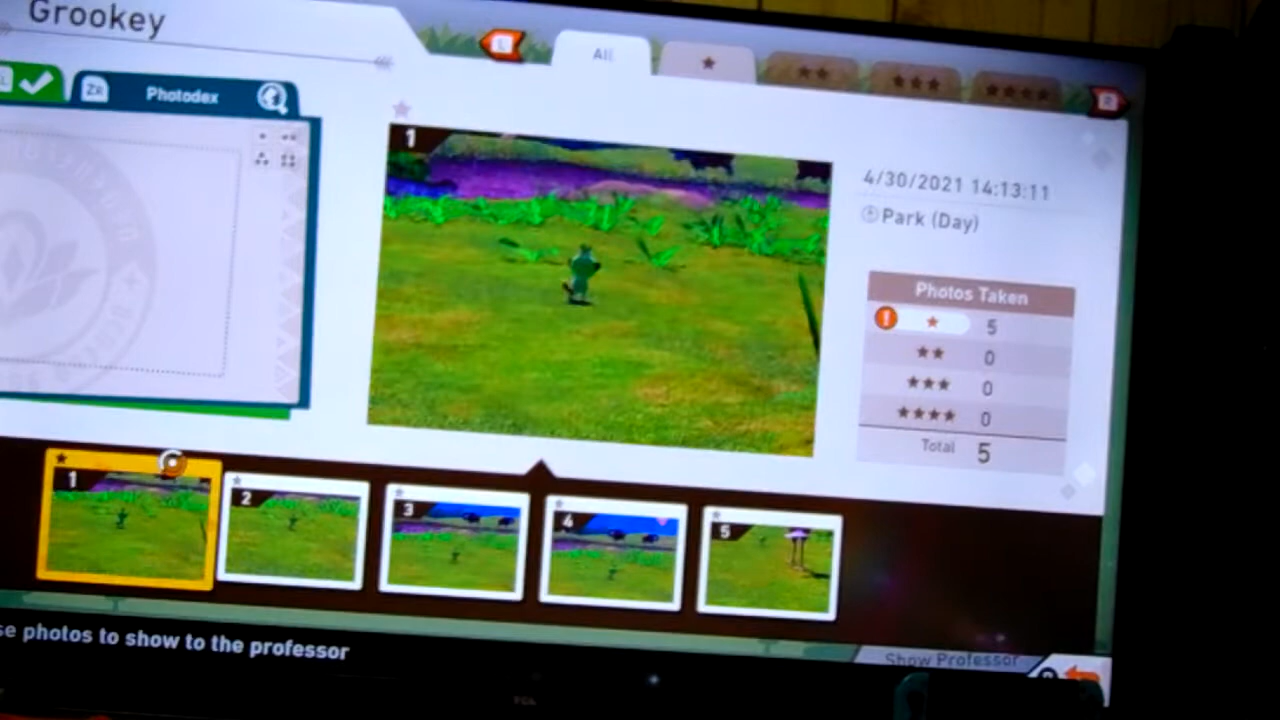 Grookey
L
All
R
ZR
Photodex
1
4/30/2021 14:13:11
Park (Day)
Photos Taken
5
0
0
0
Total 5
1
2
3
4
5
photos to show to the professor
Show Professor